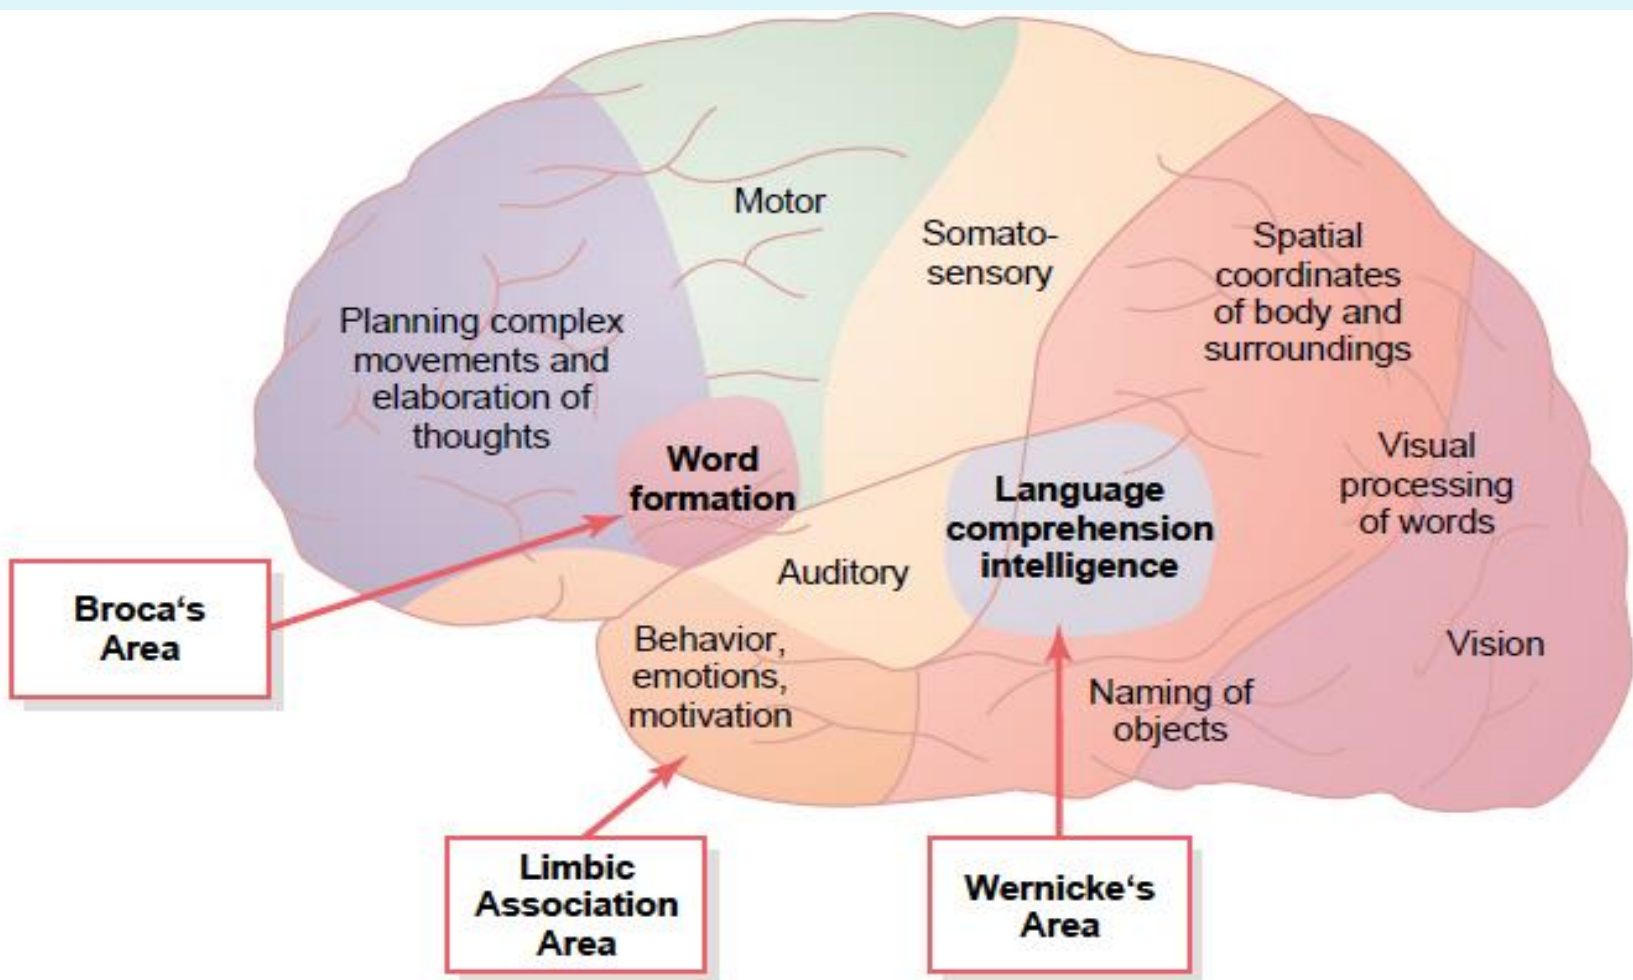 Motor
Somato-
sensory
Spatial
coordinates
of body and
surroundings
Planning complex
movements and
elaboration of
thoughts
Word
formation
Language
comprehension
intelligence
Visual
processing
of words
Auditory
Broca‘s
Area
Behavior,
emotions,
motivation
Vision
Naming of
objects
Limbic
Association
Area
Wernicke‘s
Area